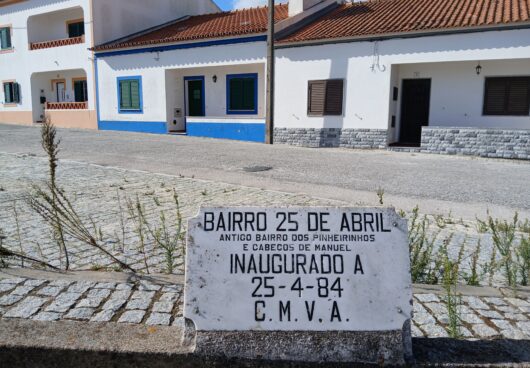 BAIRRO 25 DE ABRIL
ANTIGO BAIRRO DOS PINHEIRINHOS
E CABEÇOS DE MANUEL
INAUGURADO A
25-4-84
C.M.V.A.